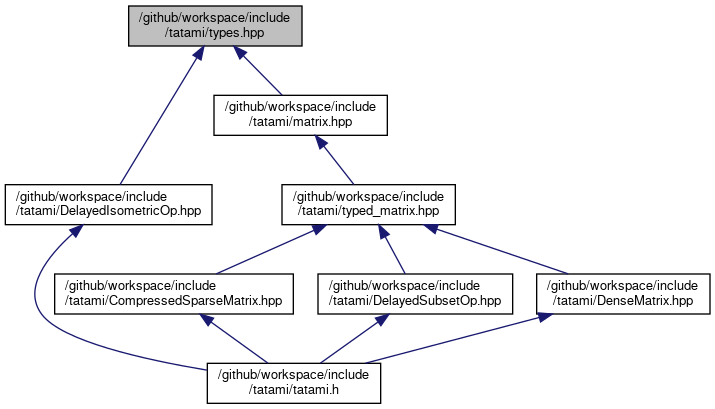 /github/workspace/include
/tatami/types.hpp
/github/workspace/include
/tatami/matrix.hpp
/github/workspace/include
/tatami/DelayedIsometricOp.hpp
/github/workspace/include
/tatami/typed_matrix.hpp
/github/workspace/include
/tatami/CompressedSparseMatrix.hpp
/github/workspace/include
/tatami/DelayedSubsetOp.hpp
/github/workspace/include
/tatami/DenseMatrix.hpp
/github/workspace/include
/tatami/tatami.h